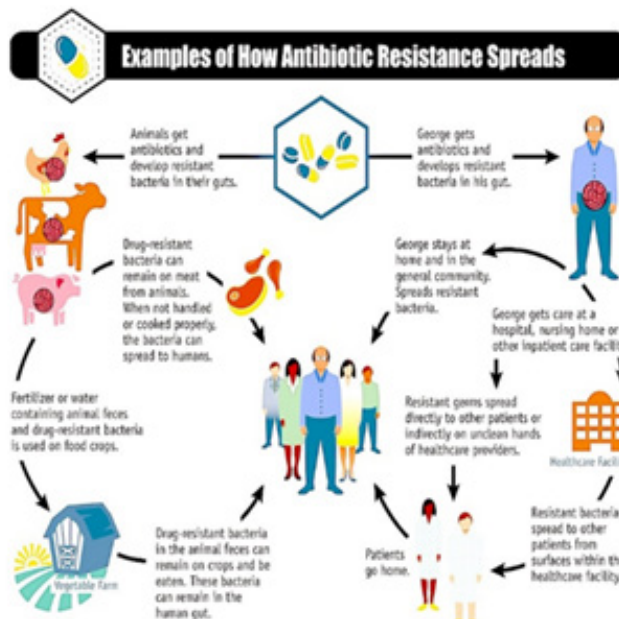 Examples of How Antibiotic Resistance Spreads
Animals get
antibiotics and
develop resistant
bacteria in their guts.
George gets
antibiotics and
develops resistant
bacteria in his gut.
Drug-resistant
bacteria can
remain on meat
from animals.
When not handled
or cooked properly,
the bacteria can
spread to humans.
George stays at
home and in the
general community.
Spreads resistant
bacteria.
George gets care at a
hospital, nursing home or
other inpatient care facility
Fertilizer or water
containing animal feces
and drug-resistant bacteria
is used on food crops.
Resistant germs spread
directly to other patients or
indirectly on unclean hands
of healthcare providers.
Healthcare Facili
Vegetable Farm
Drug-resistant bacteria
in the animal feces can
remain on crops and be
eaten. These bacteria
can remain in the
human gut.
Patients
go home.
Resistant bacteria
spread to other
patients from
surfaces within th
healthcare facility